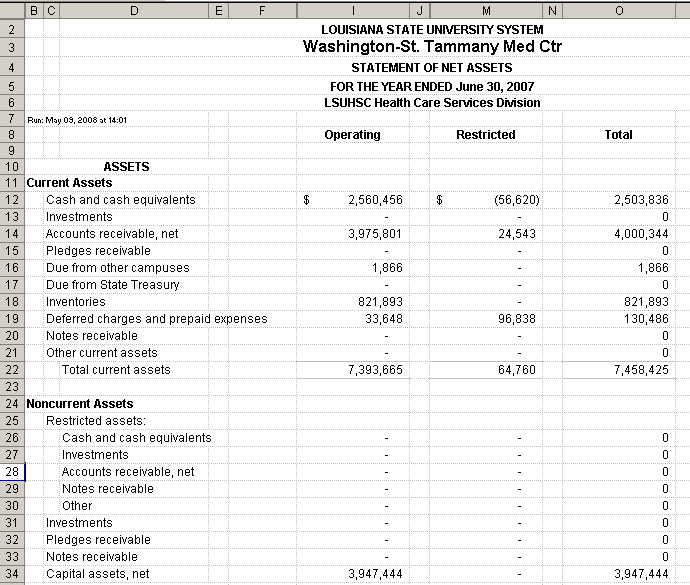 B C D E F I J M N O
2 LOUISIANA STATE UNIVERSITY SYSTEM
3 Washington-St. Tammany Med Ctr
4 STATEMENT OF NET ASSETS
5 FOR THE YEAR ENDED June 30, 2007
6 LSUHSC Health Care Services Division
7 Run: May 03, 2008 at 14:01
8 Operating Restricted Total
9
10 ASSETS
11 Current Assets
12 Cash and cash equivalents $ 2,560,456 $ (56,620) 2,503,836
13 Investments - - 0
14 Accounts receivable, net 3,975,801 24,543 4,000,344
15 Pledges receivable - - 0
16 Due from other campuses 1,866 - 1,866
17 Due from State Treasury - - 0
18 Inventories 821,893 - 821,893
19 Deferred charges and prepaid expenses 33,648 96,838 130,486
20 Notes receivable - - 0
21 Other current assets - - 0
22 Total current assets 7,393,665 64,760 7,458,425
23
24 Noncurrent Assets
25 Restricted assets:
26 Cash and cash equivalents - - 0
27 Investments - - 0
28 Accounts receivable, net - - 0
29 Notes receivable - - 0
30 Other - - 0
31 Investments - - 0
32 Pledges receivable - - 0
33 Notes receivable - - 0
34 Capital assets, net 3,947,444 - 3,947,444